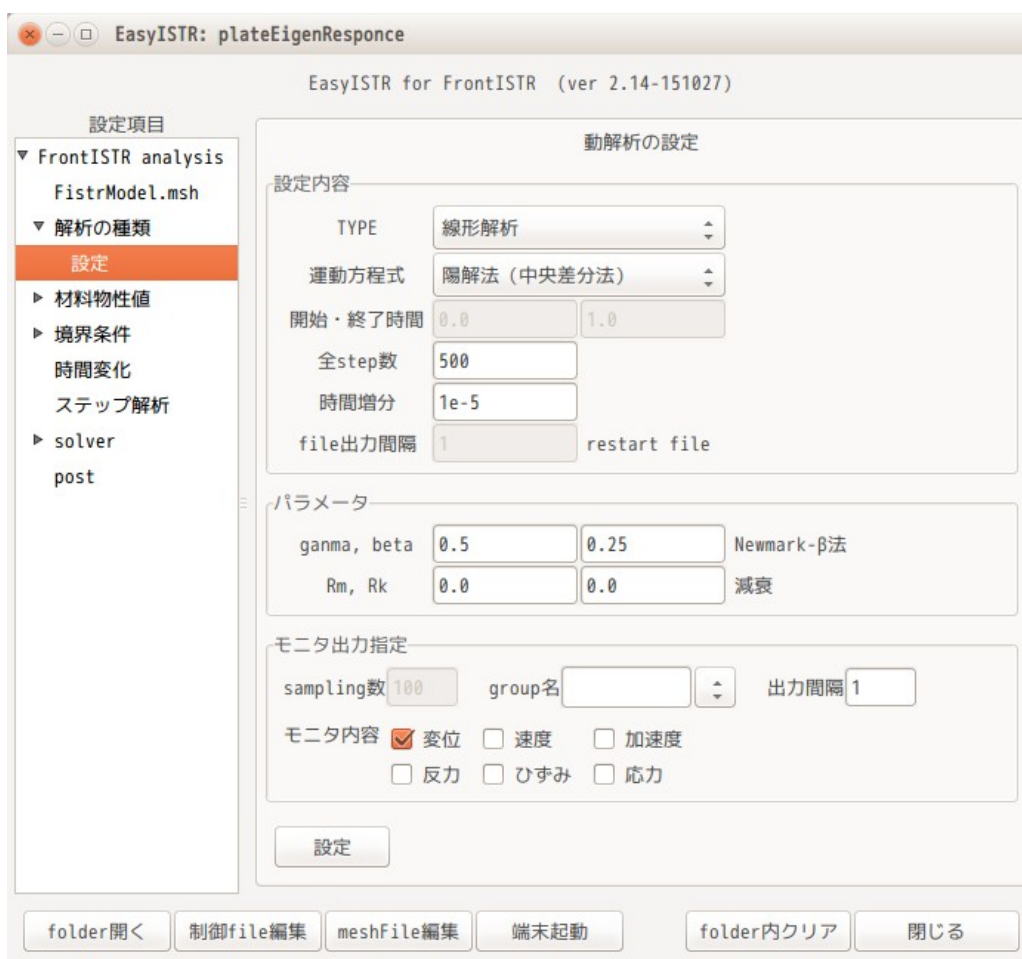 EasyISTR: plateEigenResponce
EasyISTR for FrontISTR (ver 2.14-151027)
設定項目
FrontISTR analysis
FistrModel.msh
解析の種類
設定
材料物性値
境界条件
時間変化
ステップ解析
solver
post
動解析の設定
設定内容
TYPE 線形解析
運動方程式 陽解法（中央差分法）
開始・終了時間 0.0 1.0
全step数 500
時間増分 1e-5
file出力間隔 1 restart file
パラメータ
ganma, beta 0.5 0.25 Newmark-β法
Rm, Rk 0.0 0.0 減衰
モニタ出力指定
sampling数 100 group名 出力間隔 1
モニタ内容 変位 速度 加速度
反力 ひずみ 応力
設定
folder開く 制御file編集 meshFile編集 端末起動 folder内クリア 閉じる